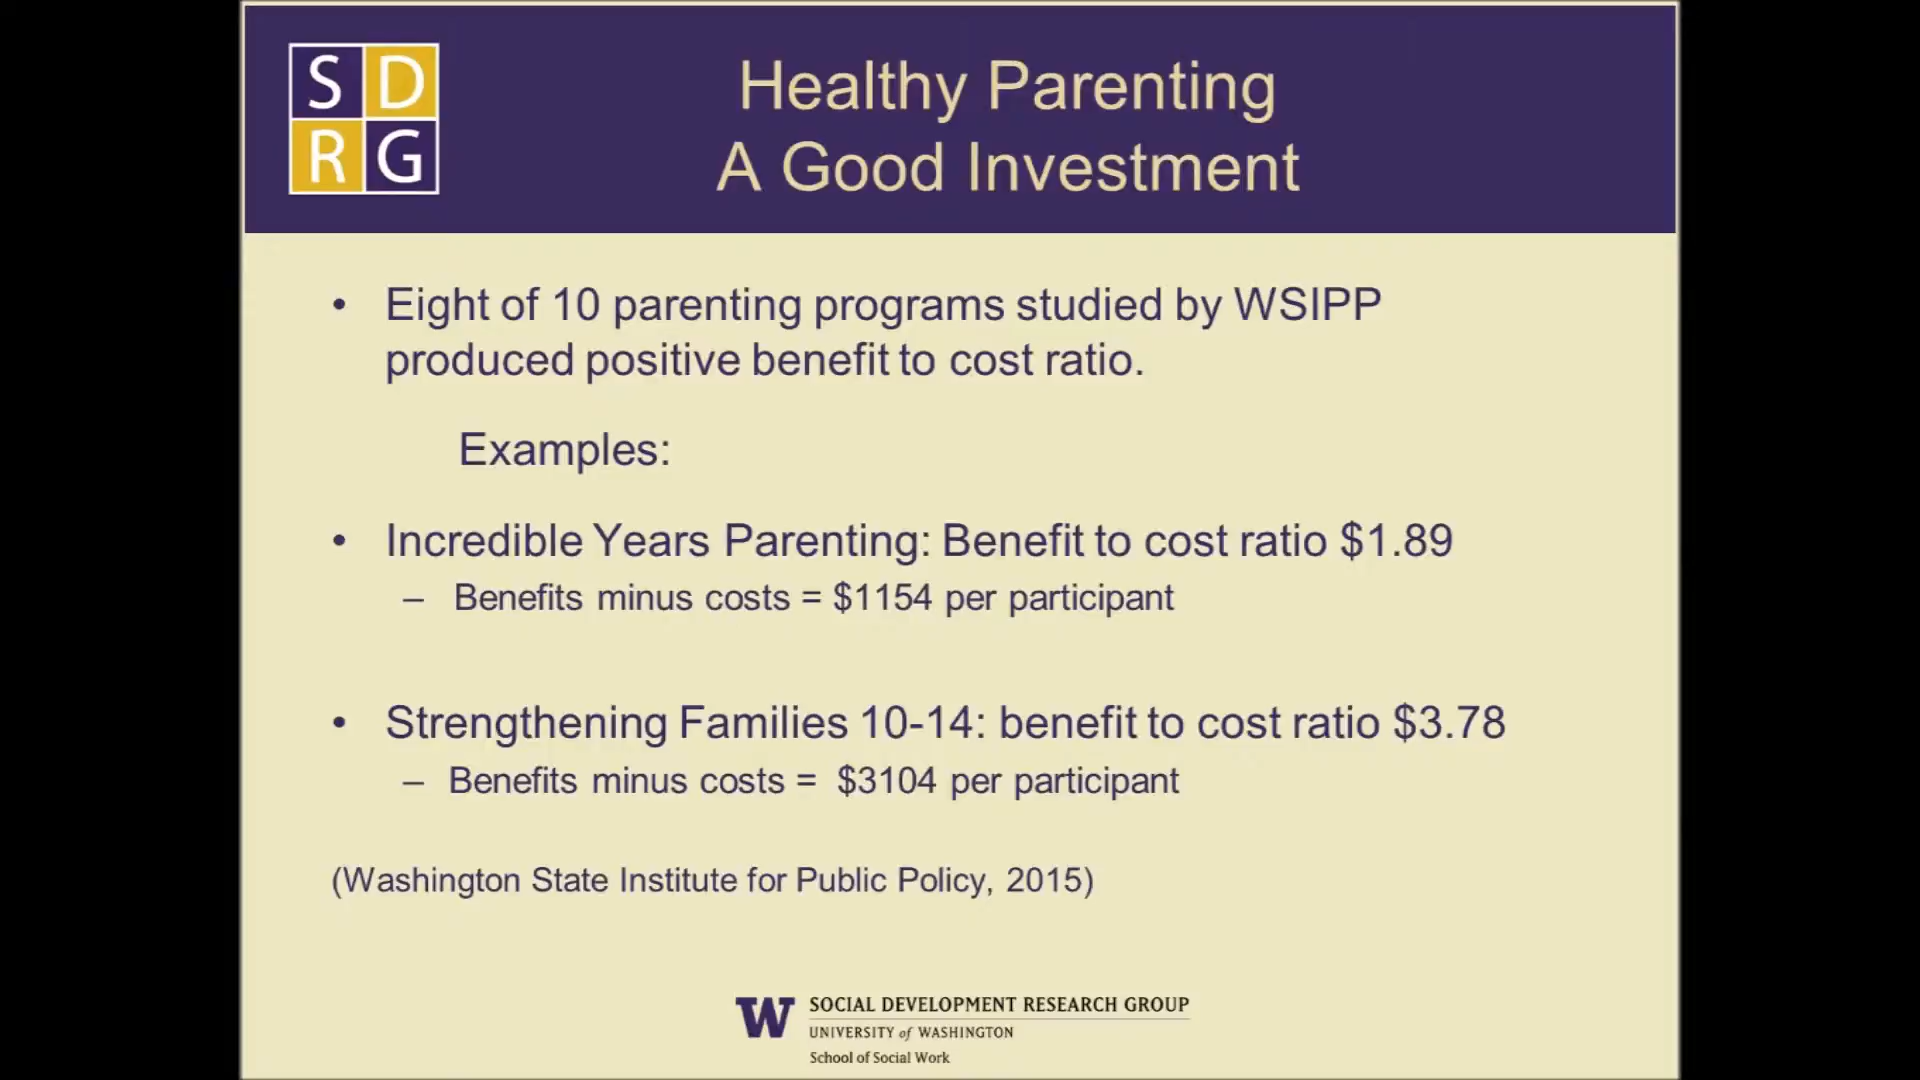 S D
R G
Healthy Parenting
A Good Investment
• Eight of 10 parenting programs studied by WSIPP
produced positive benefit to cost ratio.
Examples:
• Incredible Years Parenting: Benefit to cost ratio $1.89
– Benefits minus costs = $1154 per participant
• Strengthening Families 10-14: benefit to cost ratio $3.78
– Benefits minus costs = $3104 per participant
(Washington State Institute for Public Policy, 2015)
W SOCIAL DEVELOPMENT RESEARCH GROUP
UNIVERSITY of WASHINGTON
School of Social Work